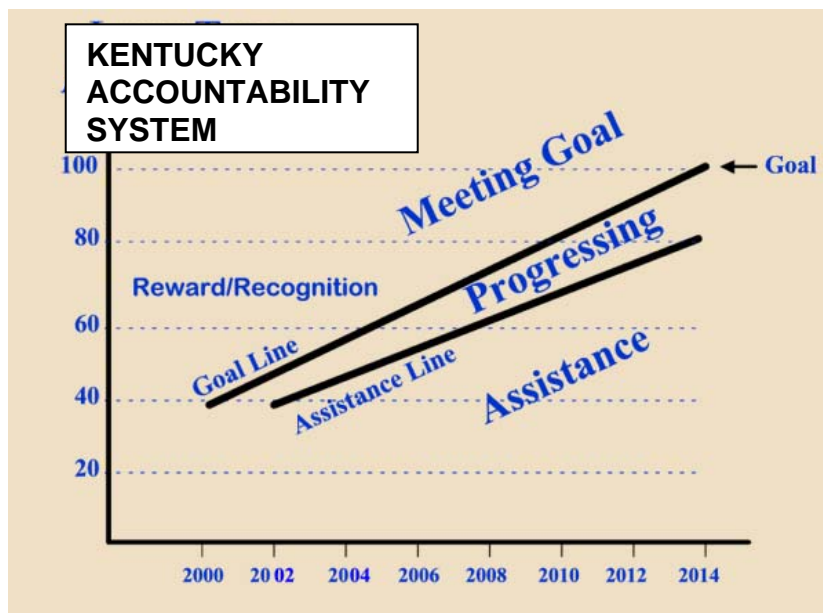 KENTUCKY
ACCOUNTABILITY
SYSTEM
100
80
60
40
20
Meeting Goal
Goal
Progressing
Reward/Recognition
Goal Line
Assistance Line
Assistance
2000 2002 2004 2006 2008 2010 2012 2014